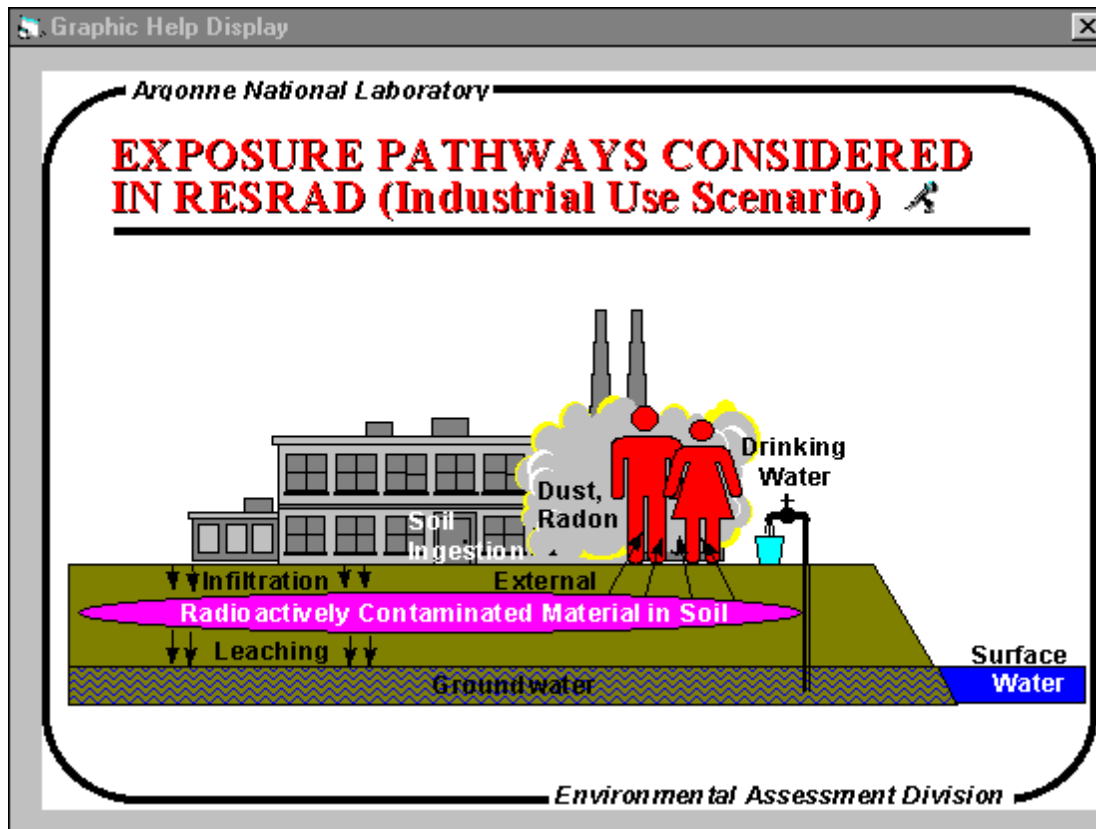 Graphic Help Display
Argonne National Laboratory
EXPOSURE PATHWAYS CONSIDERED
IN RESRAD (Industrial Use Scenario)
Drinking
Water
Dust,
Radon
Soil
Ingestion
Infiltration
External
Radioactively Contaminated Material in Soil
Leaching
Groundwater
Surface
Water
Environmental Assessment Division